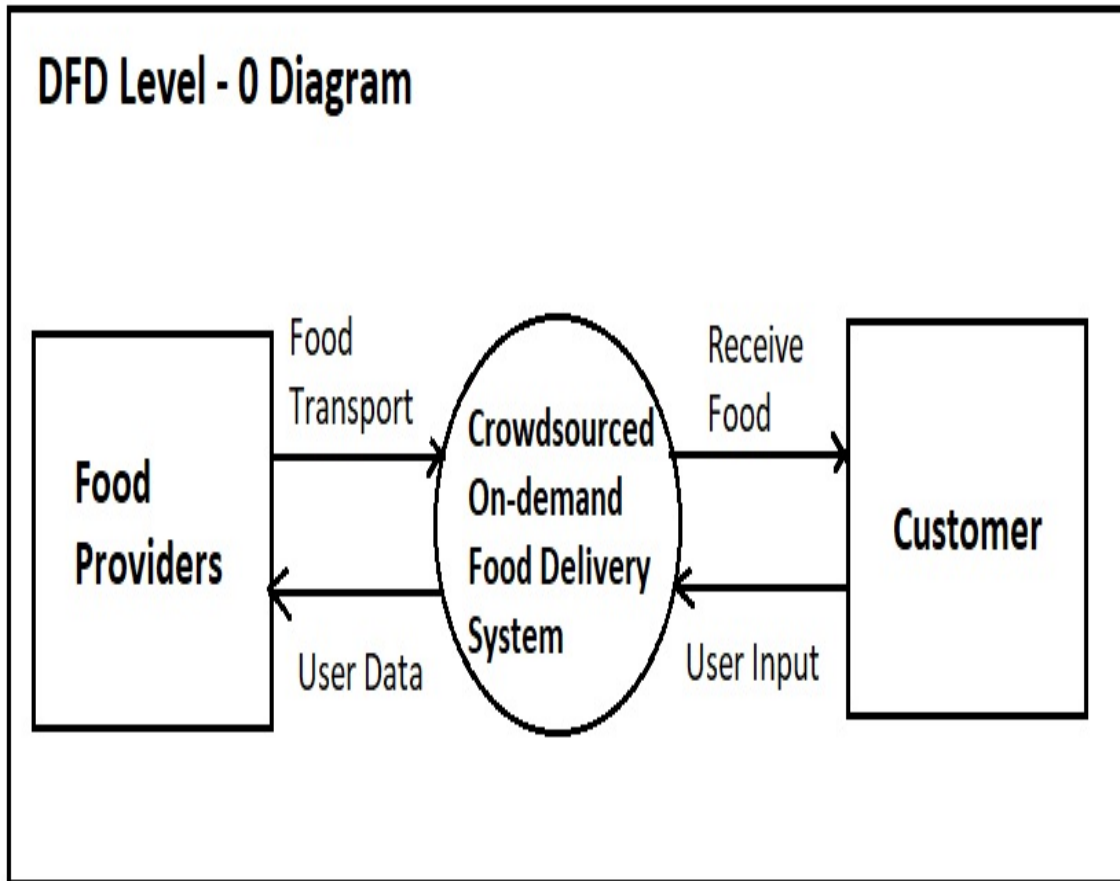 DFD Level - 0 Diagram
Food
Transport
Receive
Food
Food
Providers
Crowdsourced
On-demand
Food Delivery
System
Customer
User Data
User Input